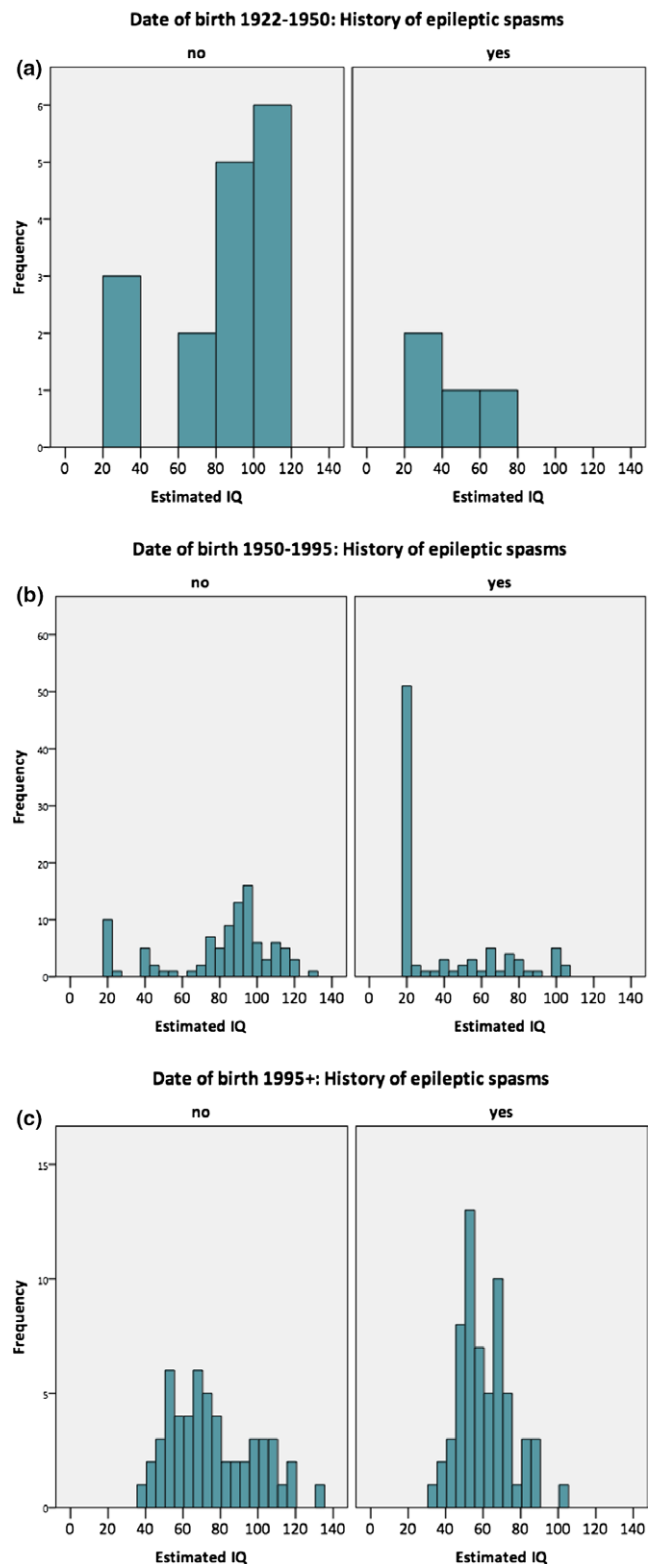 Date of birth 1922-1950: History of epileptic spasms
(a)
no yes
6
5
4
3
2
1
0
Frequency
0 20 40 60 80 100 120 140 0 20 40 60 80 100 120 140
Estimated IQ Estimated IQ
Date of birth 1950-1995: History of epileptic spasms
(b)
no yes
60
50
40
30
20
10
0
Frequency
0 20 40 60 80 100 120 140 0 20 40 60 80 100 120 140
Estimated IQ Estimated IQ
Date of birth 1995+: History of epileptic spasms
(c)
no yes
15
10
5
0
Frequency
0 20 40 60 80 100 120 140 0 20 40 60 80 100 120 140
Estimated IQ Estimated IQ